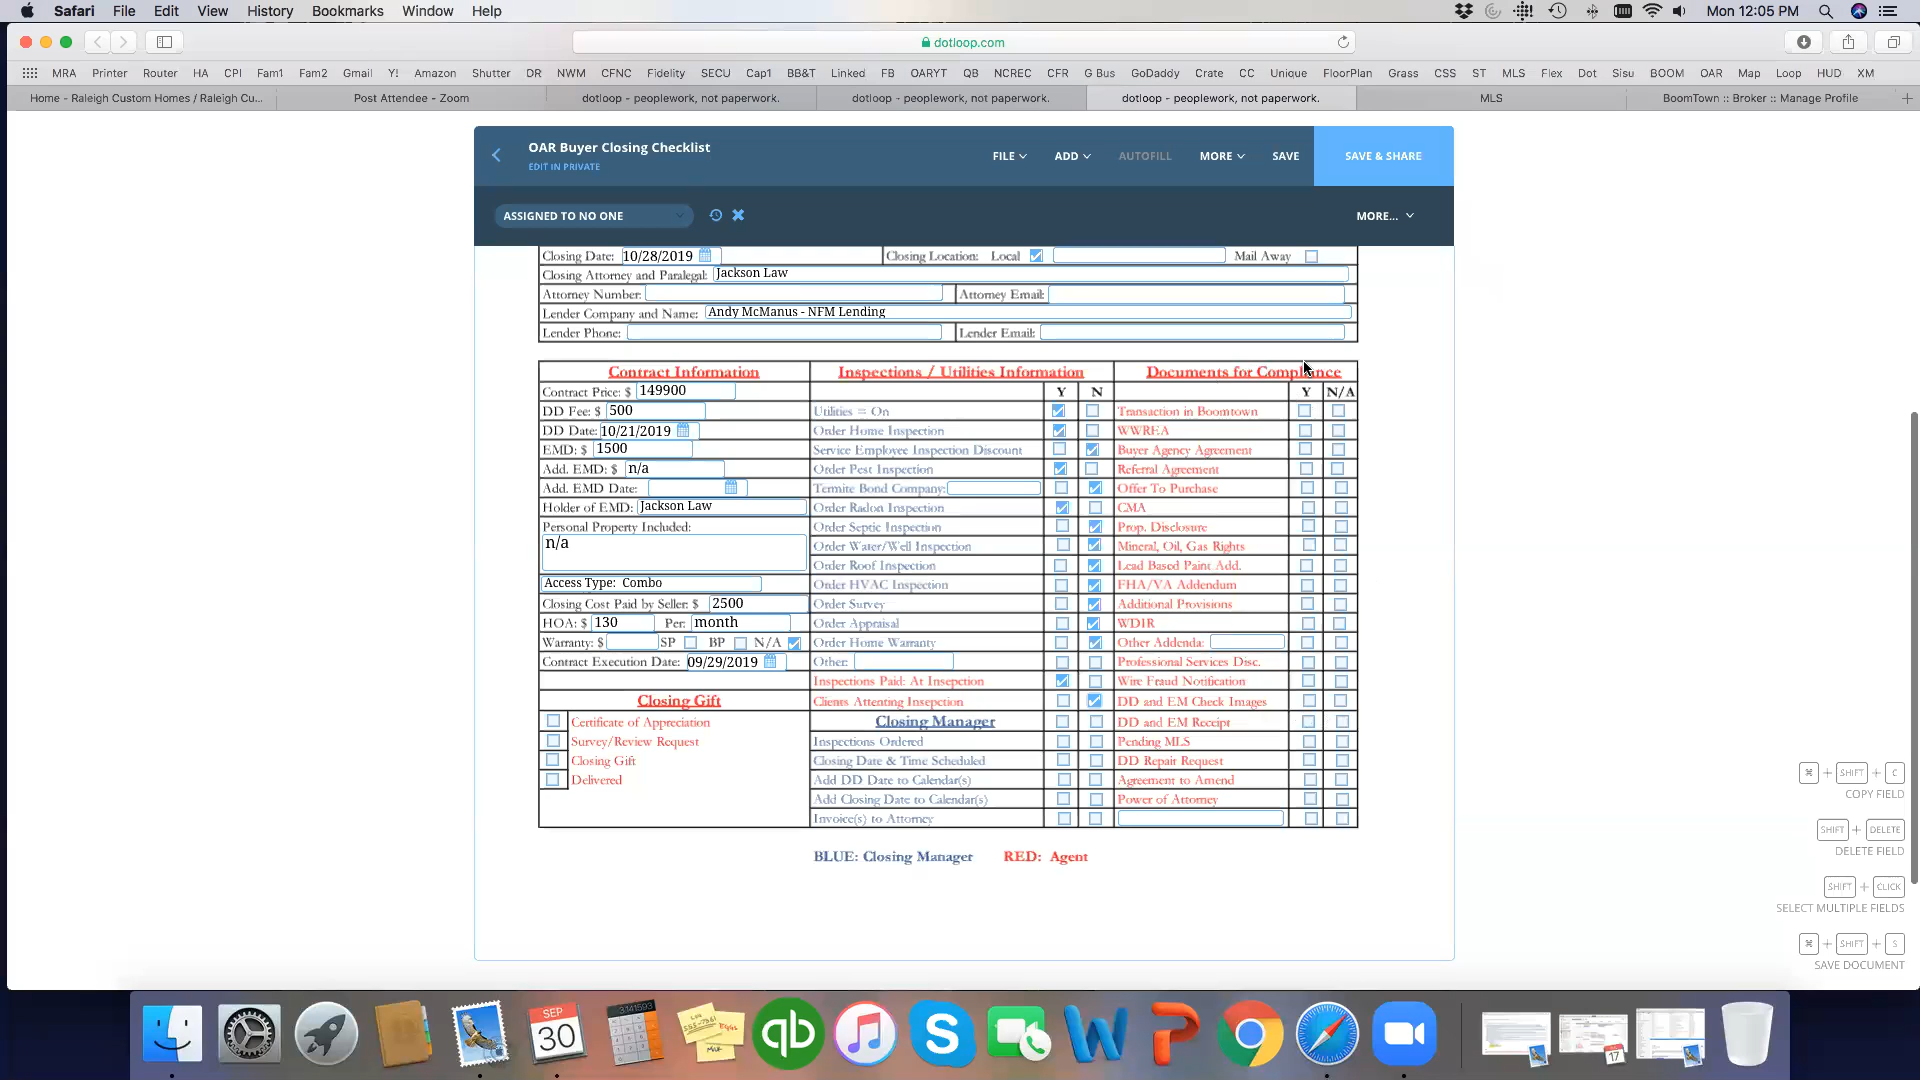 Safari File Edit View History Bookmarks Window Help Mon 12:05 PM
dotloop.com
MRA Printer Router HA CPI Fam1 Fam2 Gmail Y! Amazon Shutter DR NWM CFNC Fidelity SECU Cap1 BB&T Linked FB OARYT QB NCREC CFR G Bus GoDaddy Crate CC Unique FloorPlan Grass CSS ST MLS Flex Dot Sisu BOOM OAR Map Loop HUD XM
Home - Raleigh Custom Homes / Raleigh Cu... Post Attendee - Zoom dotloop - peoplework, not paperwork. dotloop - peoplework, not paperwork. dotloop - peoplework, not paperwork. MLS BoomTown :: Broker :: Manage Profile
OAR Buyer Closing Checklist
EDIT IN PRIVATE
FILE ADD AUTOFILL MORE SAVE SAVE & SHARE
ASSIGNED TO NO ONE MORE...
Closing Date: 10/28/2019 Closing Location: Local Mail Away
Closing Attorney and Paralegal: Jackson Law
Attorney Number: Attorney Email:
Lender Company and Name: Andy McManus - NFM Lending
Lender Phone: Lender Email:
Contract Information Inspections / Utilities Information Documents for Compliance
Contract Price: $ 149900 Y N Y N/A
DD Fee: $ 500 Utilities = On Transaction in Boomtown
DD Date: 10/21/2019 Order Home Inspection WWREA
EMD: $ 1500 Service Employee Inspection Discount Buyer Agency Agreement
Add. EMD: $ n/a Order Pest Inspection Referral Agreement
Add. EMD Date: Termite Bond Company: Offer To Purchase
Holder of EMD: Jackson Law Order Radon Inspection CMA
Personal Property Included: Order Septic Inspection Prop. Disclosure
n/a Order Water/Well Inspection Mineral, Oil, Gas Rights
Order Roof Inspection Lead Based Paint Add.
Access Type: Combo Order HVAC Inspection FHA/VA Addendum
Closing Cost Paid by Seller: $ 2500 Order Survey Additional Provisions
HOA: $ 130 Per: month Order Appraisal WDIR
Warranty: $ SP BP N/A Order Home Warranty Other Addenda:
Contract Execution Date: 09/29/2019 Other: Professional Services Disc.
Inspections Paid: At Insepction Wire Fraud Notification
Closing Gift Clients Attenting Inspection DD and EM Check Images
Certificate of Appreciation Closing Manager DD and EM Receipt
Survey/Review Request Inspections Ordered Pending MLS
Closing Gift Closing Date & Time Scheduled DD Repair Request
Delivered Add DD Date to Calendar(s) Agreement to Amend
Add Closing Date to Calendar(s) Power of Attorney
Invoice(s) to Attorney
BLUE: Closing Manager RED: Agent
⌘ + SHIFT + C
COPY FIELD
SHIFT + DELETE
DELETE FIELD
SHIFT + CLICK
SELECT MULTIPLE FIELDS
⌘ + SHIFT + S
SAVE DOCUMENT
SEP
30
17